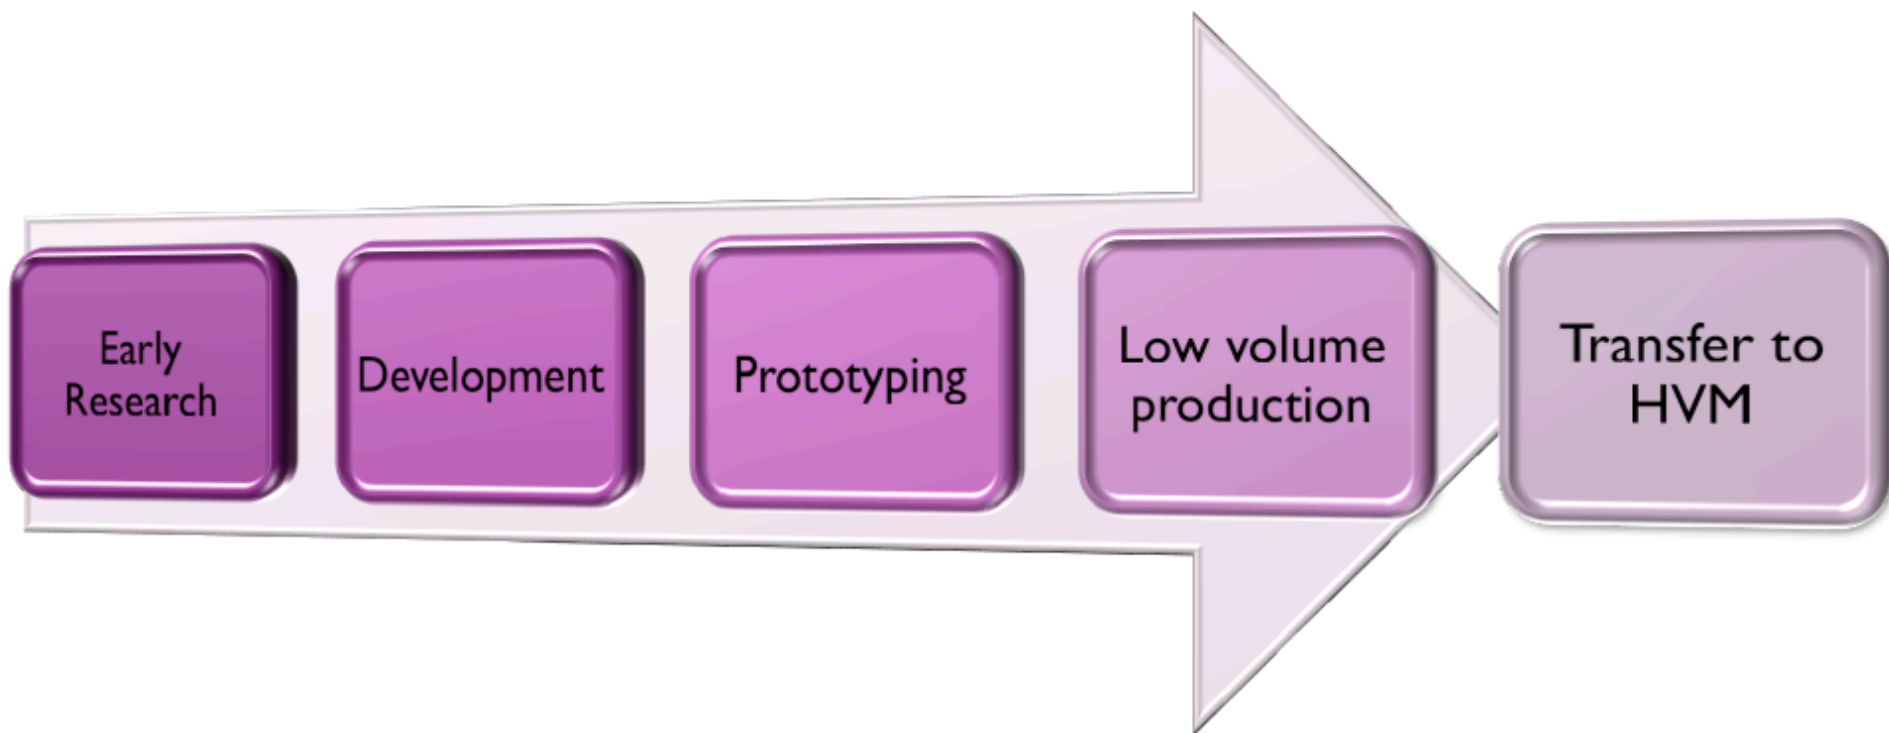 Early
Research
Development
Prototyping
Low volume
production
Transfer to
HVM